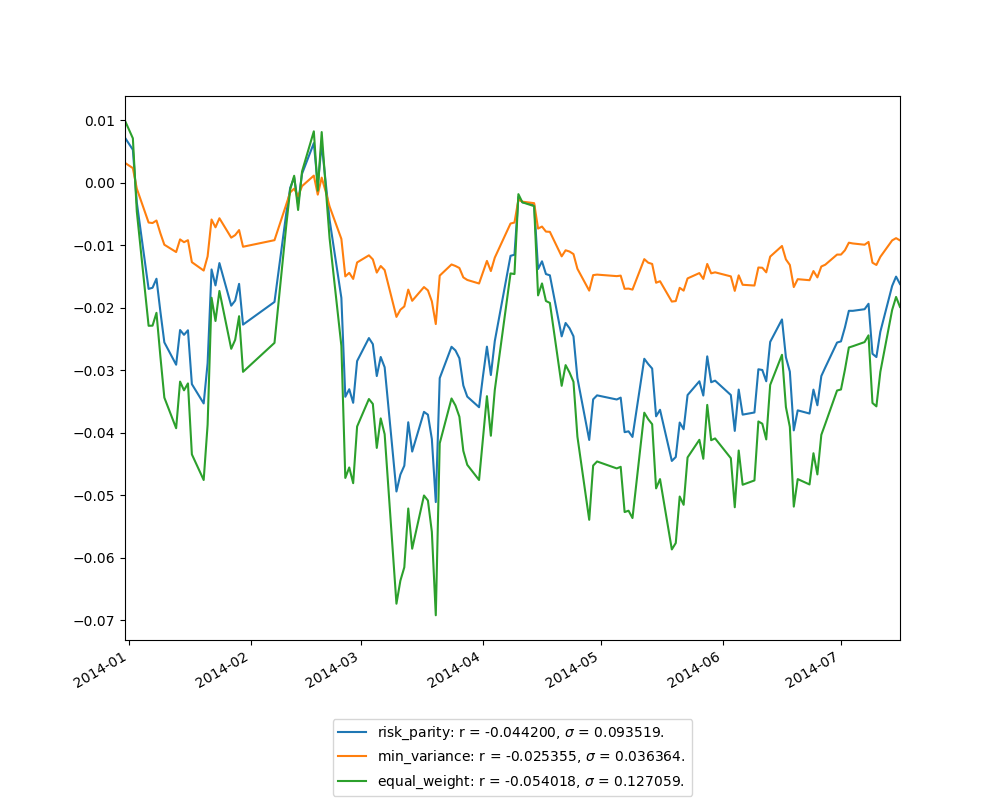 0.01
0.00
−0.01
−0.02
−0.03
−0.04
−0.05
−0.06
−0.07
2014-01 2014-02 2014-03 2014-04 2014-05 2014-06 2014-07
risk_parity: r = -0.044200, σ = 0.093519.
min_variance: r = -0.025355, σ = 0.036364.
equal_weight: r = -0.054018, σ = 0.127059.